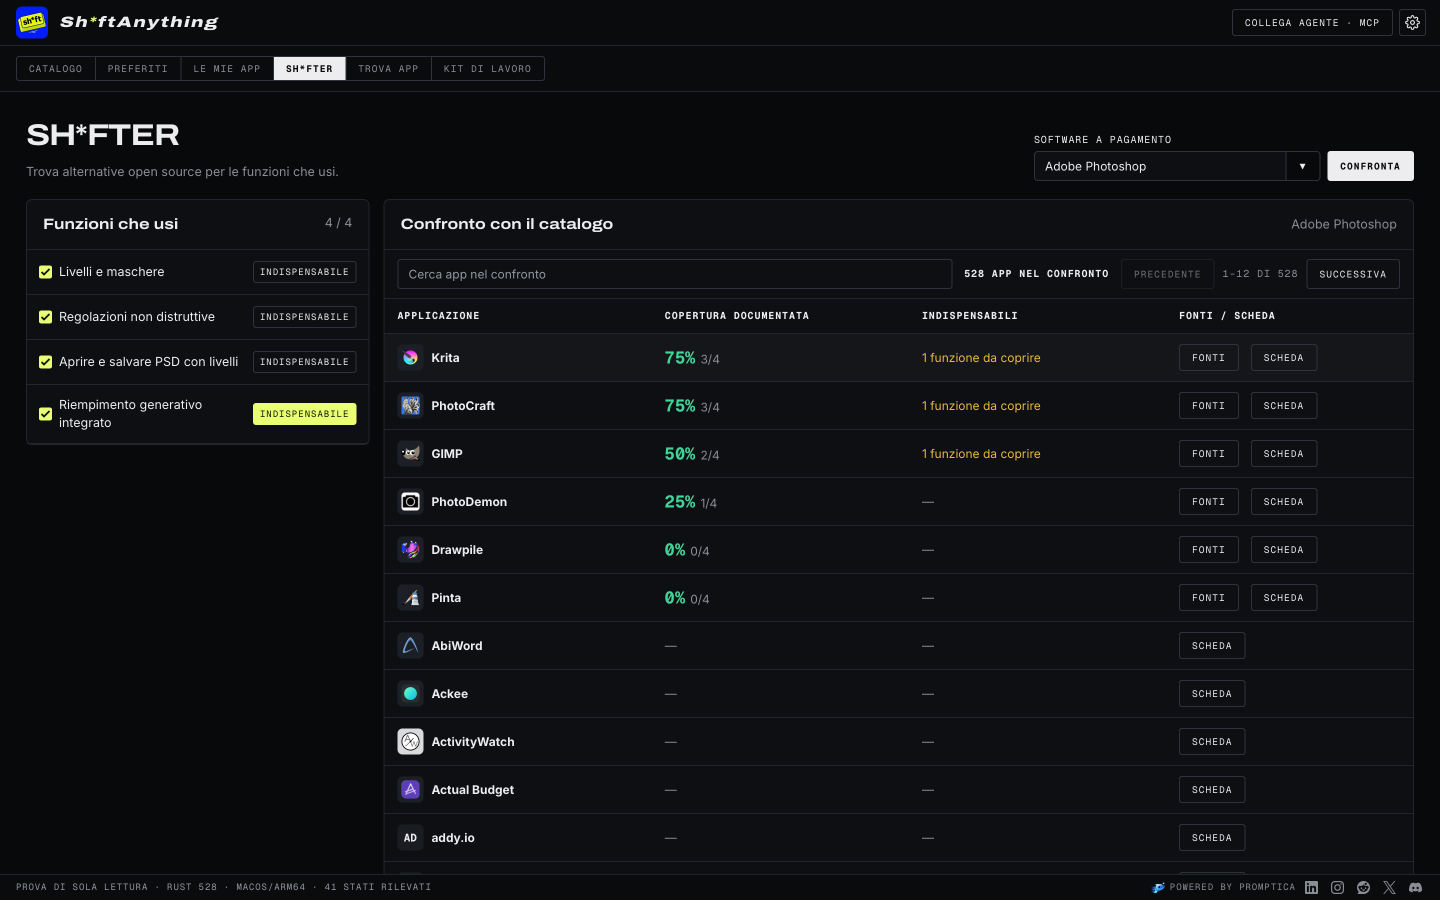 sh*ft
Sh*ftAnything
COLLEGA AGENTE · MCP
CATALOGO
PREFERITI
LE MIE APP
SH*FTER
TROVA APP
KIT DI LAVORO
SH*FTER
Trova alternative open source per le funzioni che usi.
SOFTWARE A PAGAMENTO
Adobe Photoshop
CONFRONTA
Funzioni che usi
4 / 4
Livelli e maschere
INDISPENSABILE
Regolazioni non distruttive
INDISPENSABILE
Aprire e salvare PSD con livelli
INDISPENSABILE
Riempimento generativo
integrato
INDISPENSABILE
Confronto con il catalogo
Adobe Photoshop
Cerca app nel confronto
528 APP NEL CONFRONTO
PRECEDENTE
1–12 DI 528
SUCCESSIVA
APPLICAZIONE
COPERTURA DOCUMENTATA
INDISPENSABILI
FONTI / SCHEDA
Krita
75% 3/4
1 funzione da coprire
FONTI
SCHEDA
PhotoCraft
75% 3/4
1 funzione da coprire
FONTI
SCHEDA
GIMP
50% 2/4
1 funzione da coprire
FONTI
SCHEDA
PhotoDemon
25% 1/4
—
FONTI
SCHEDA
Drawpile
0% 0/4
—
FONTI
SCHEDA
Pinta
0% 0/4
—
FONTI
SCHEDA
AbiWord
—
—
SCHEDA
Ackee
—
—
SCHEDA
ActivityWatch
—
—
SCHEDA
Actual Budget
—
—
SCHEDA
AD
addy.io
—
—
SCHEDA
PROVA DI SOLA LETTURA · RUST 528 · MACOS/ARM64 · 41 STATI RILEVATI
POWERED BY PROMPTICA